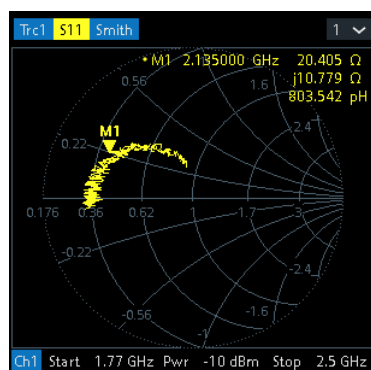 Trc1 S11 Smith 1
• M1 2.135000 GHz 20.405 Ω
j10.779 Ω
803.542 pH
0.56 1.6
2.4
M1
0.22
0.176 0.36 0.62 1 1.7 3
-0.22 -2.4
-0.56 -1.6
-1
Ch1 Start 1.77 GHz Pwr -10 dBm Stop 2.5 GHz